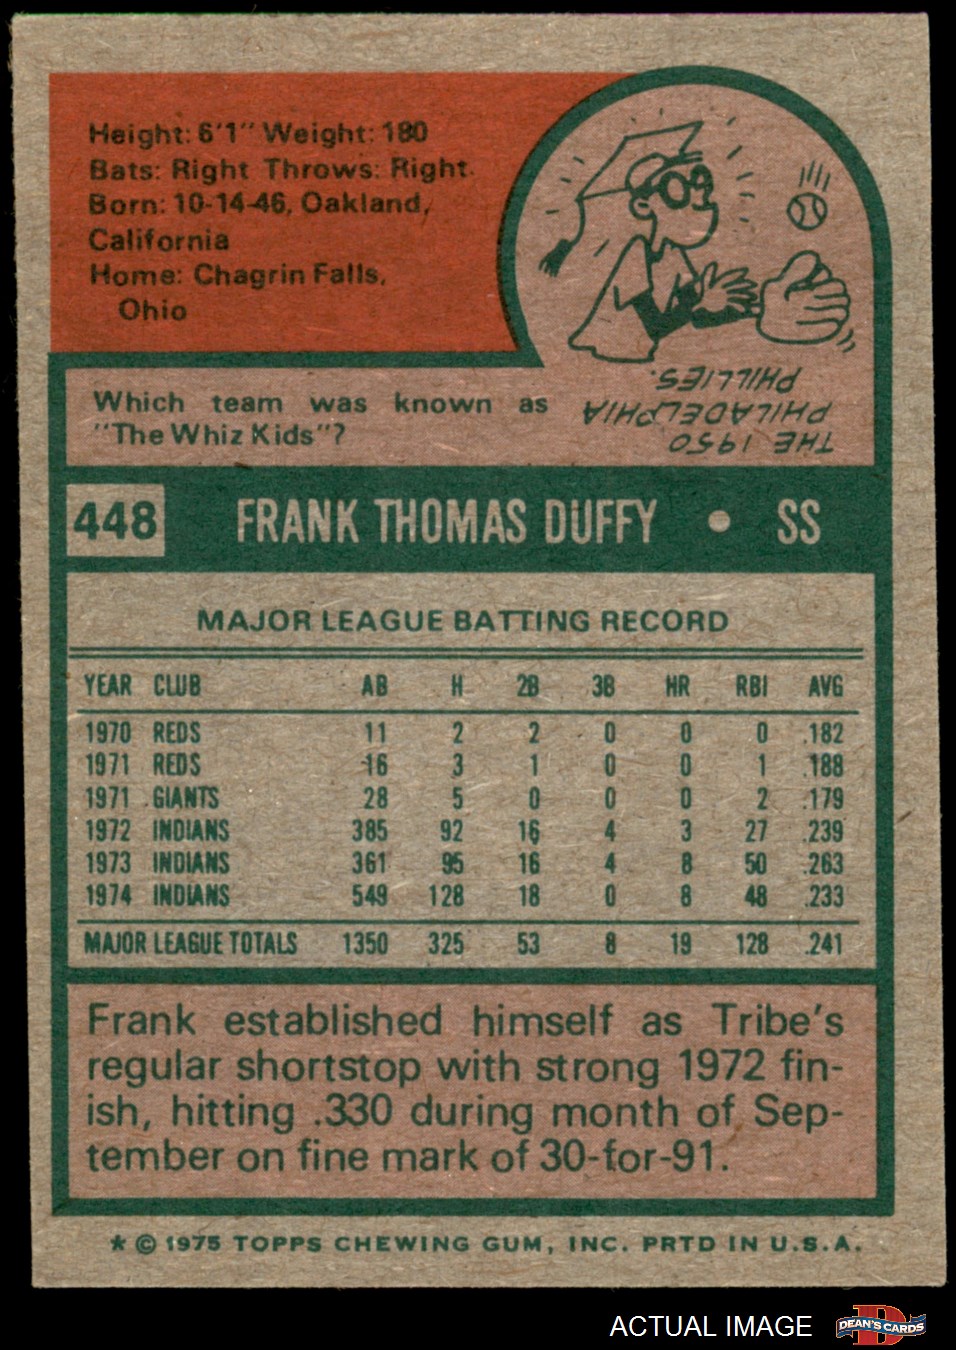 Height: 6'1" Weight: 180
Bats: Right Throws: Right
Born: 10-14-46, Oakland,
California
Home: Chagrin Falls,
Ohio
Which team was known as
"The Whiz Kids"?
THE 1950
PHILADELPHIA
PHILLIES.
448 FRANK THOMAS DUFFY • SS
MAJOR LEAGUE BATTING RECORD
YEAR CLUB AB H 2B 3B HR RBI AVG
1970 REDS 11 2 2 0 0 0 .182
1971 REDS 16 3 1 0 0 1 .188
1971 GIANTS 28 5 0 0 0 2 .179
1972 INDIANS 385 92 16 4 3 27 .239
1973 INDIANS 361 95 16 4 8 50 .263
1974 INDIANS 549 128 18 0 8 48 .233
MAJOR LEAGUE TOTALS 1350 325 53 8 19 128 .241
Frank established himself as Tribe's
regular shortstop with strong 1972 fin-
ish, hitting .330 during month of Sep-
tember on fine mark of 30-for-91.
* © 1975 TOPPS CHEWING GUM, INC. PRTD IN U.S.A.
ACTUAL IMAGE
D
DEAN'S CARDS